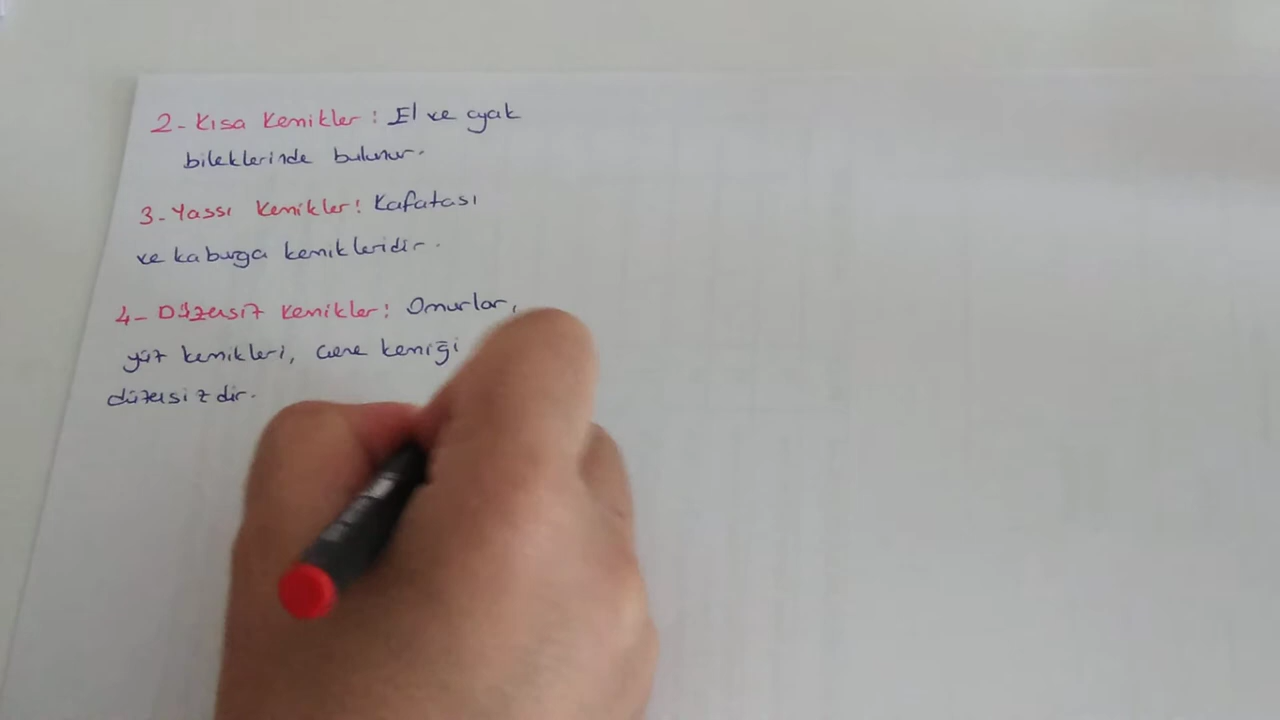 2- Kısa Kemikler: El ve ayak
bileklerinde bulunur.
3- Yassı Kemikler: Kafatası
ve kaburga kemikleridir.
4- Düzensiz Kemikler: Omurlar,
yüz kemikleri, çene kemiği
düzensizdir.